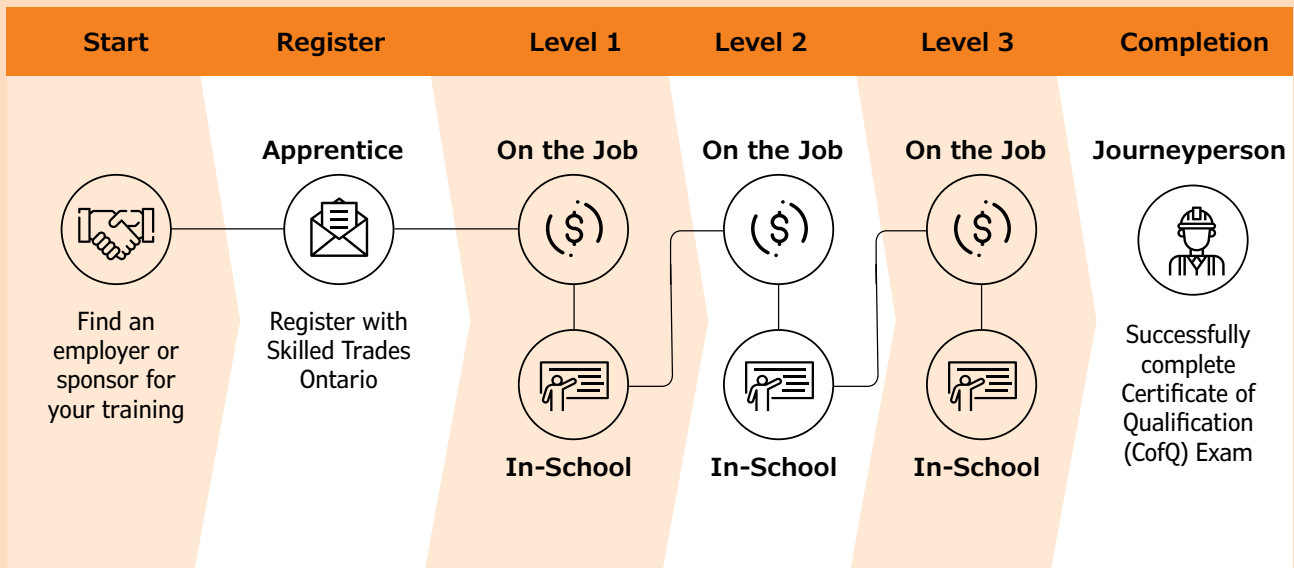 Start
Register
Level 1
Level 2
Level 3
Completion
Find an
employer or
sponsor for
your training
Apprentice
Register with
Skilled Trades
Ontario
On the Job
$
In-School
On the Job
$
In-School
On the Job
$
In-School
Journeyperson
Successfully
complete
Certificate of
Qualification
(CofQ) Exam